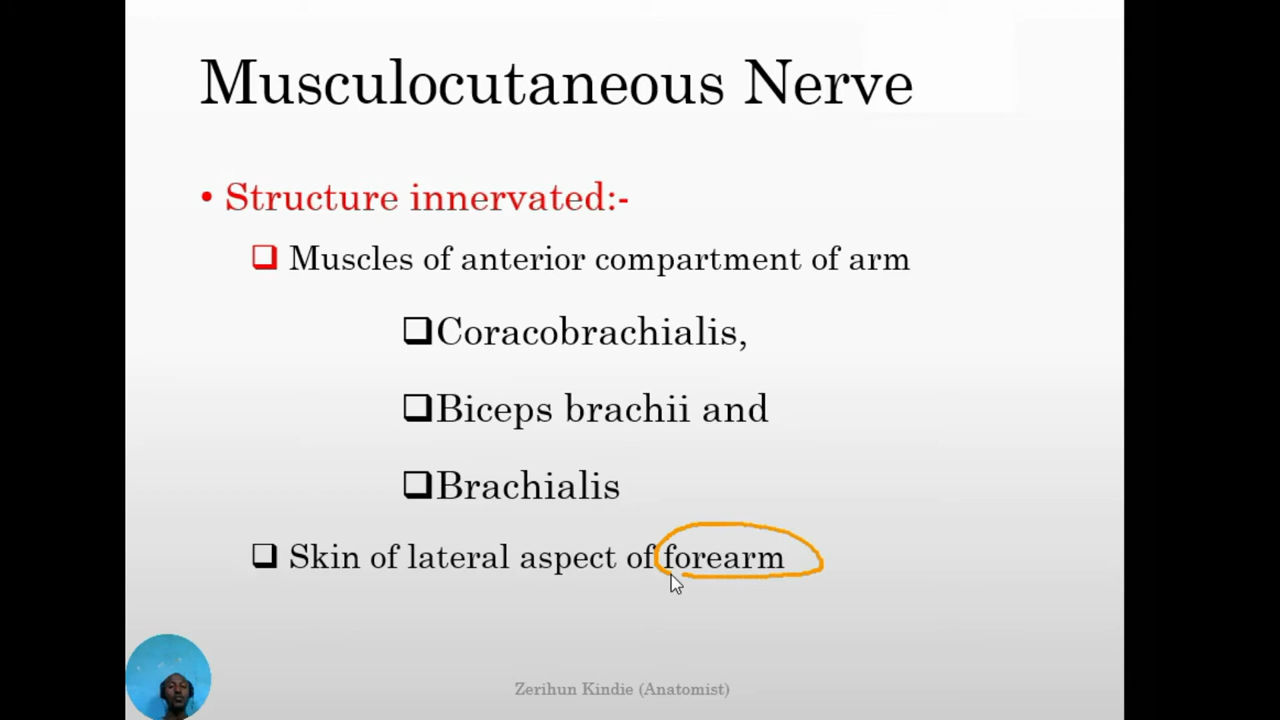 Musculocutaneous Nerve
• Structure innervated:-
❑ Muscles of anterior compartment of arm
❑Coracobrachialis,
❑Biceps brachii and
❑Brachialis
❑ Skin of lateral aspect of forearm
Zerihun Kindie (Anatomist)